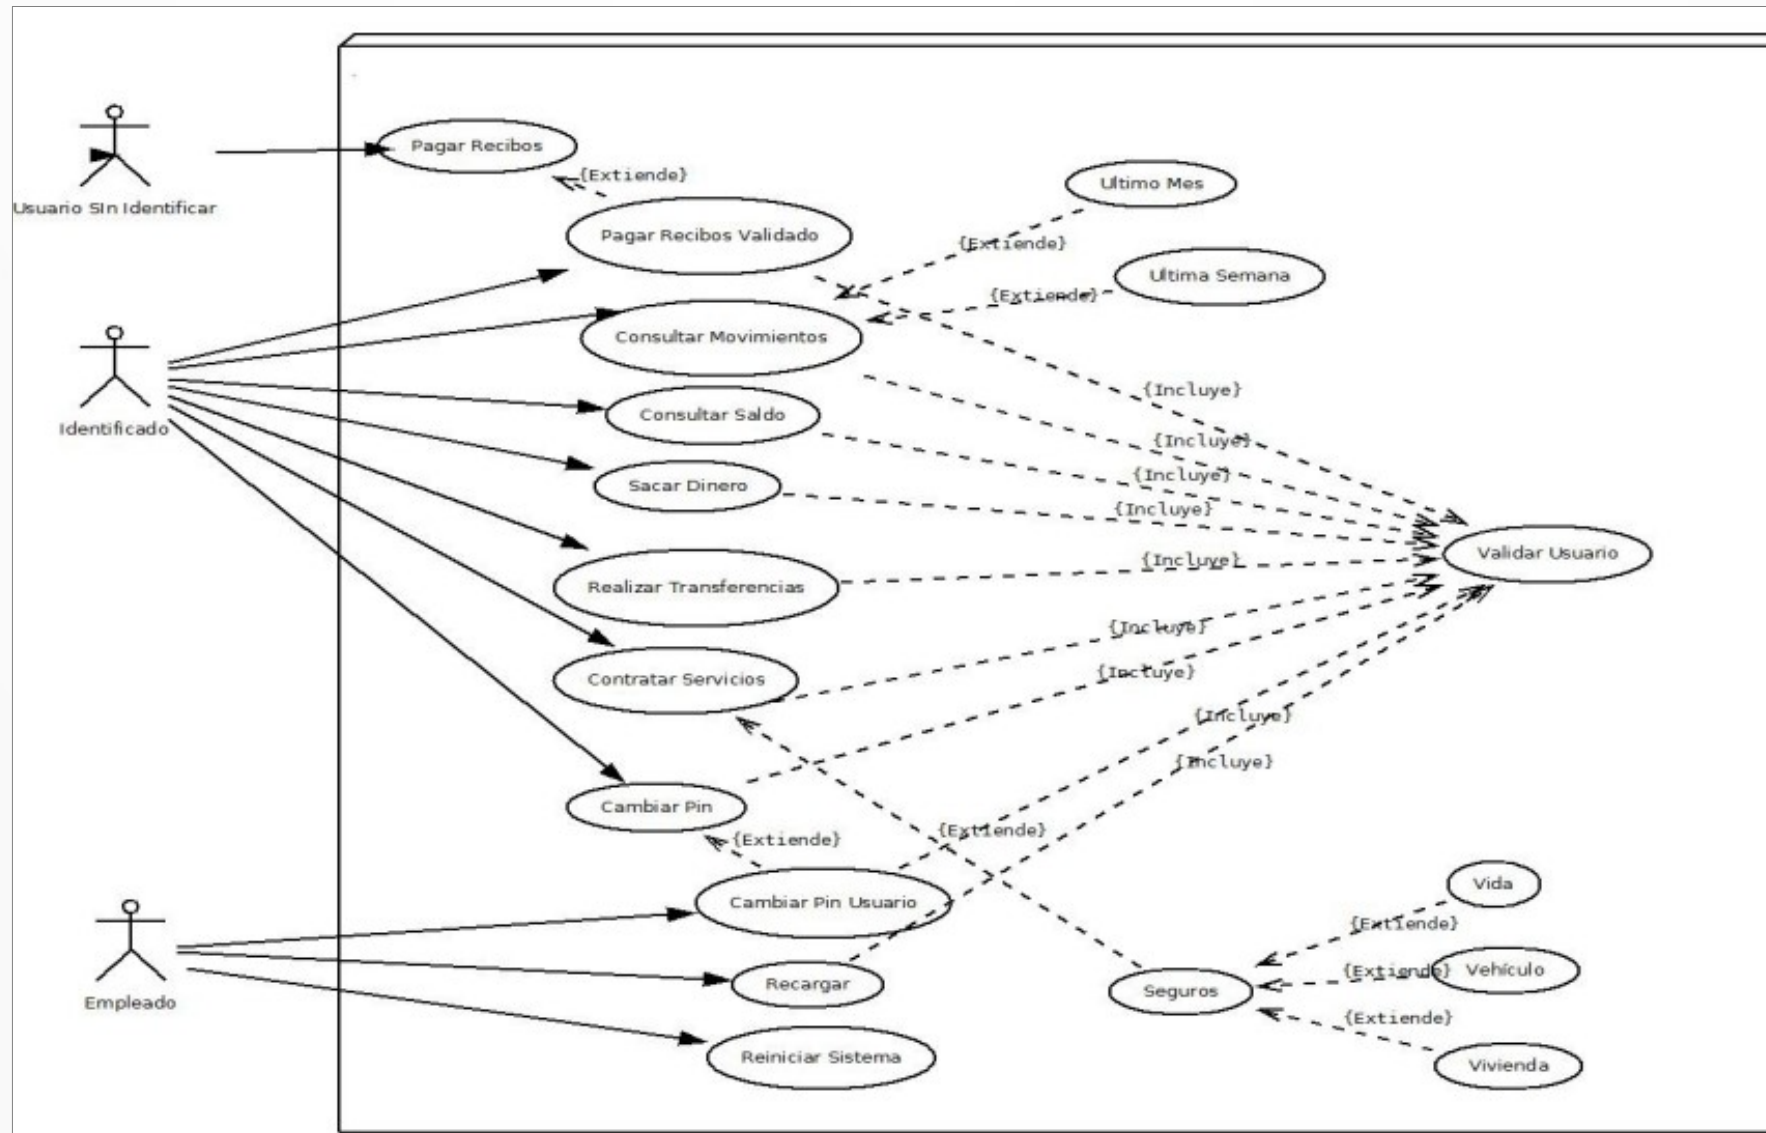 Pagar Recibos
{Extiende}
Ultimo Mes
Usuario SIn Identificar
Pagar Recibos Validado
{Extiende}
Ultima Semana
{Extiende}
Consultar Movimientos
{Incluye}
Consultar Saldo
Identificado
{Incluye}
{Incluye}
Sacar Dinero
{Incluye}
Validar Usuario
{Incluye}
Realizar Transferencias
{Incluye}
{Incluye}
Contratar Servicios
{Incluye}
{Incluye}
Cambiar Pin
{Extiende}
{Extiende}
Vida
Cambiar Pin Usuario
{Extiende}
{Extiende}
Vehículo
Recargar
Seguros
Empleado
{Extiende}
Reiniciar Sistema
Vivienda